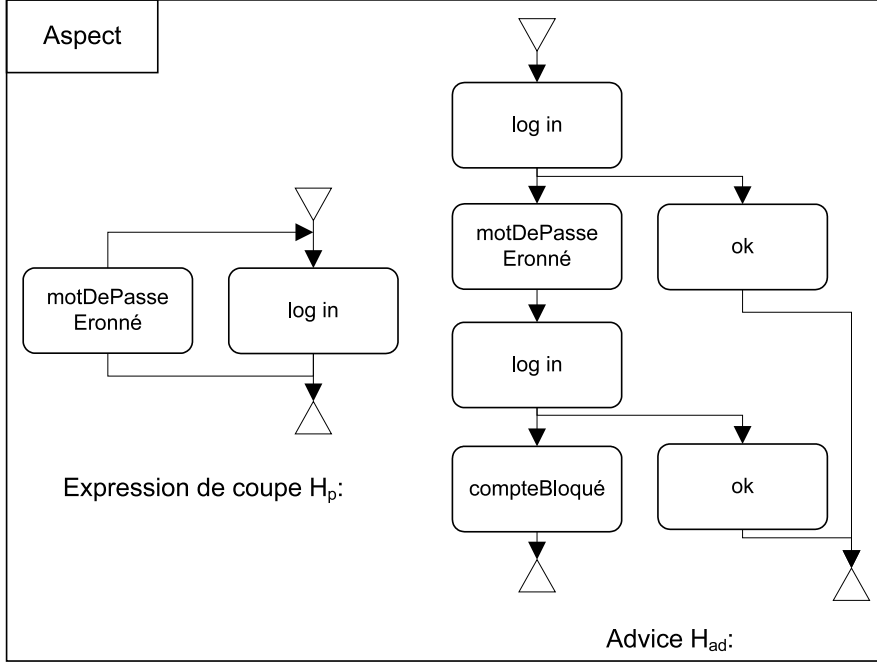 Aspect
motDePasse
Eronné
log in
Expression de coupe Hp:
log in
motDePasse
Eronné
ok
log in
compteBloqué
ok
Advice Had: